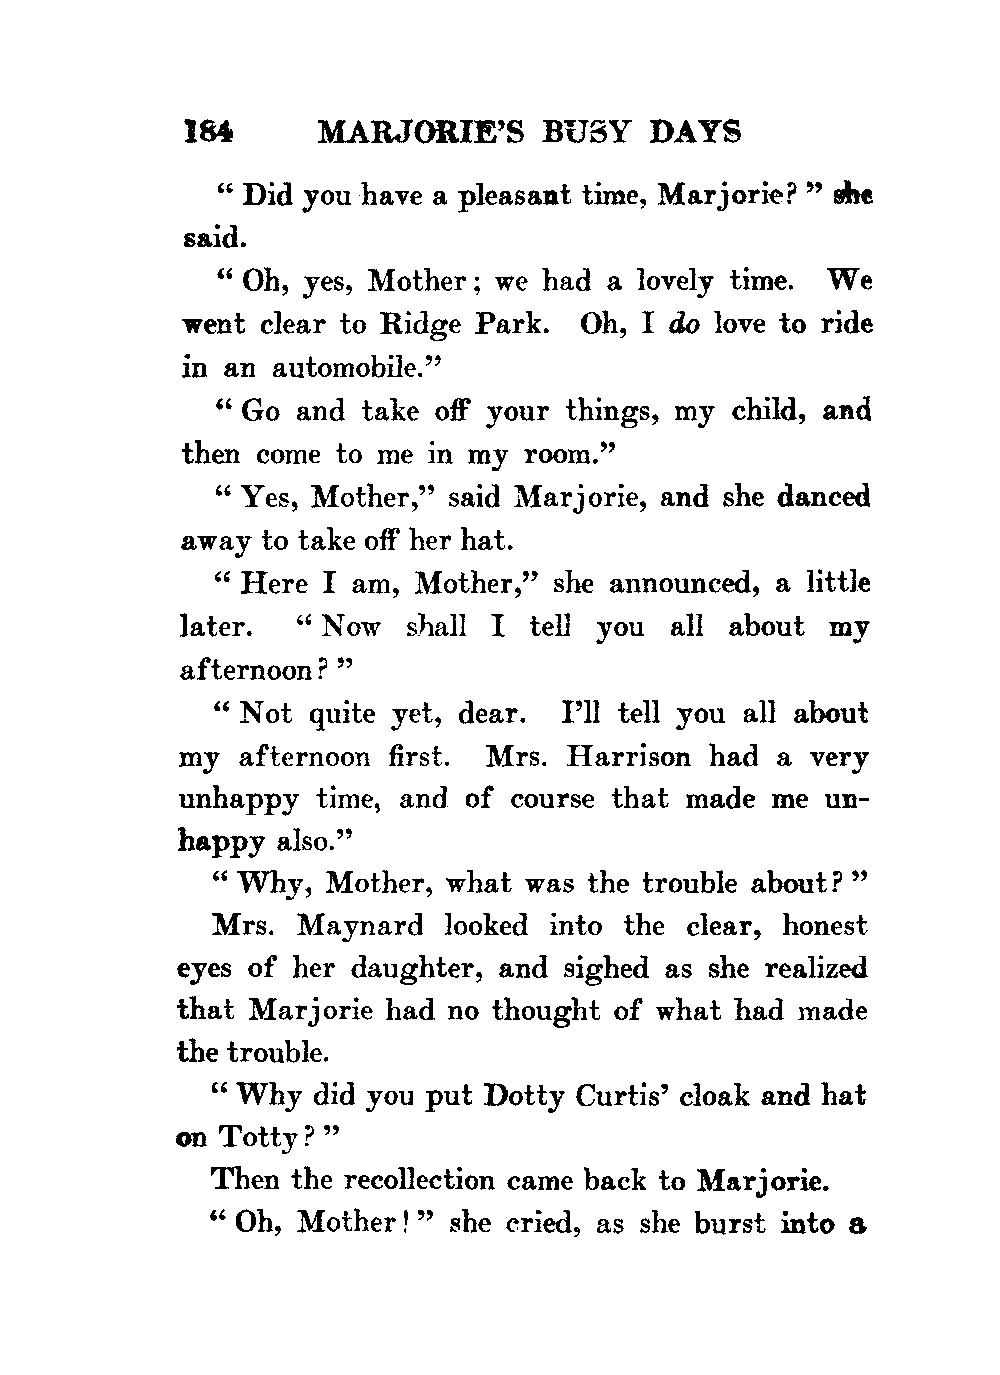 184 MARJORIE'S BUSY DAYS
“ Did you have a pleasant time, Marjorie? ” she
said.
“ Oh, yes, Mother; we had a lovely time. We
went clear to Ridge Park. Oh, I do love to ride
in an automobile.”
“ Go and take off your things, my child, and
then come to me in my room.”
“ Yes, Mother,” said Marjorie, and she danced
away to take off her hat.
“ Here I am, Mother,” she announced, a little
later. “ Now shall I tell you all about my
afternoon? ”
“ Not quite yet, dear. I’ll tell you all about
my afternoon first. Mrs. Harrison had a very
unhappy time, and of course that made me un-
happy also.”
“ Why, Mother, what was the trouble about? ”
Mrs. Maynard looked into the clear, honest
eyes of her daughter, and sighed as she realized
that Marjorie had no thought of what had made
the trouble.
“ Why did you put Dotty Curtis’ cloak and hat
on Totty? ”
Then the recollection came back to Marjorie.
“ Oh, Mother! ” she cried, as she burst into a